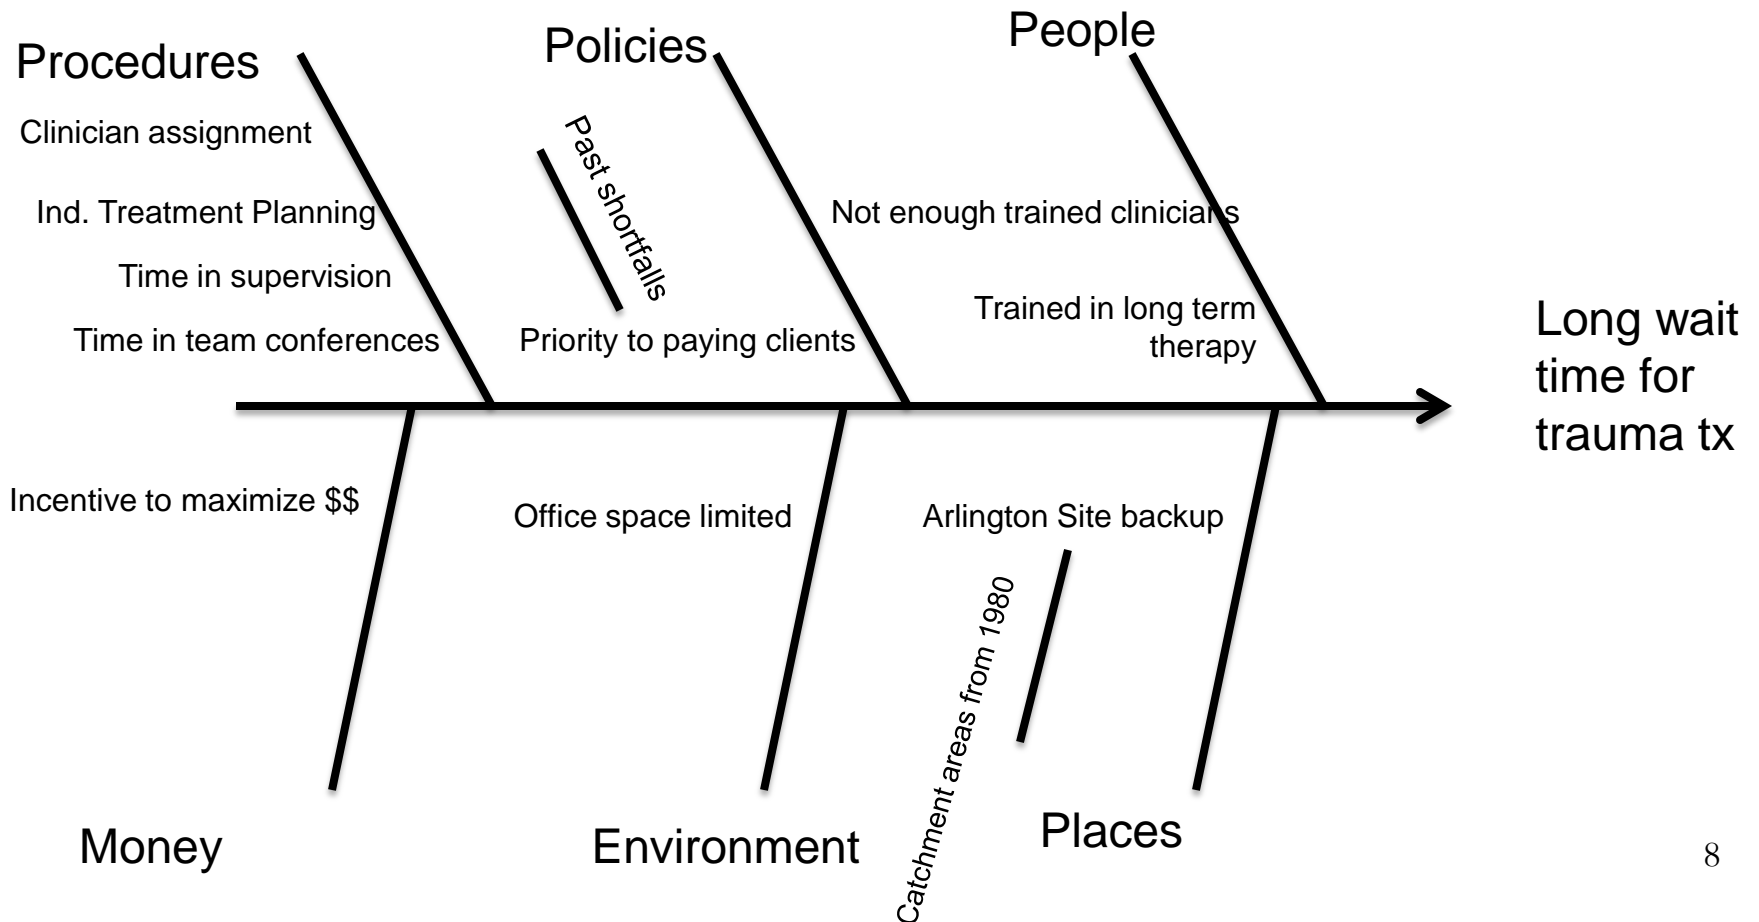 Procedures
Policies
People
Clinician assignment
Past shortfalls
Ind. Treatment Planning
Not enough trained clinicians
Time in supervision
Trained in long term
therapy
Time in team conferences
Priority to paying clients
Long wait
time for
trauma tx
Incentive to maximize $$
Office space limited
Arlington Site backup
Catchment areas from 1980
Money
Environment
Places
8